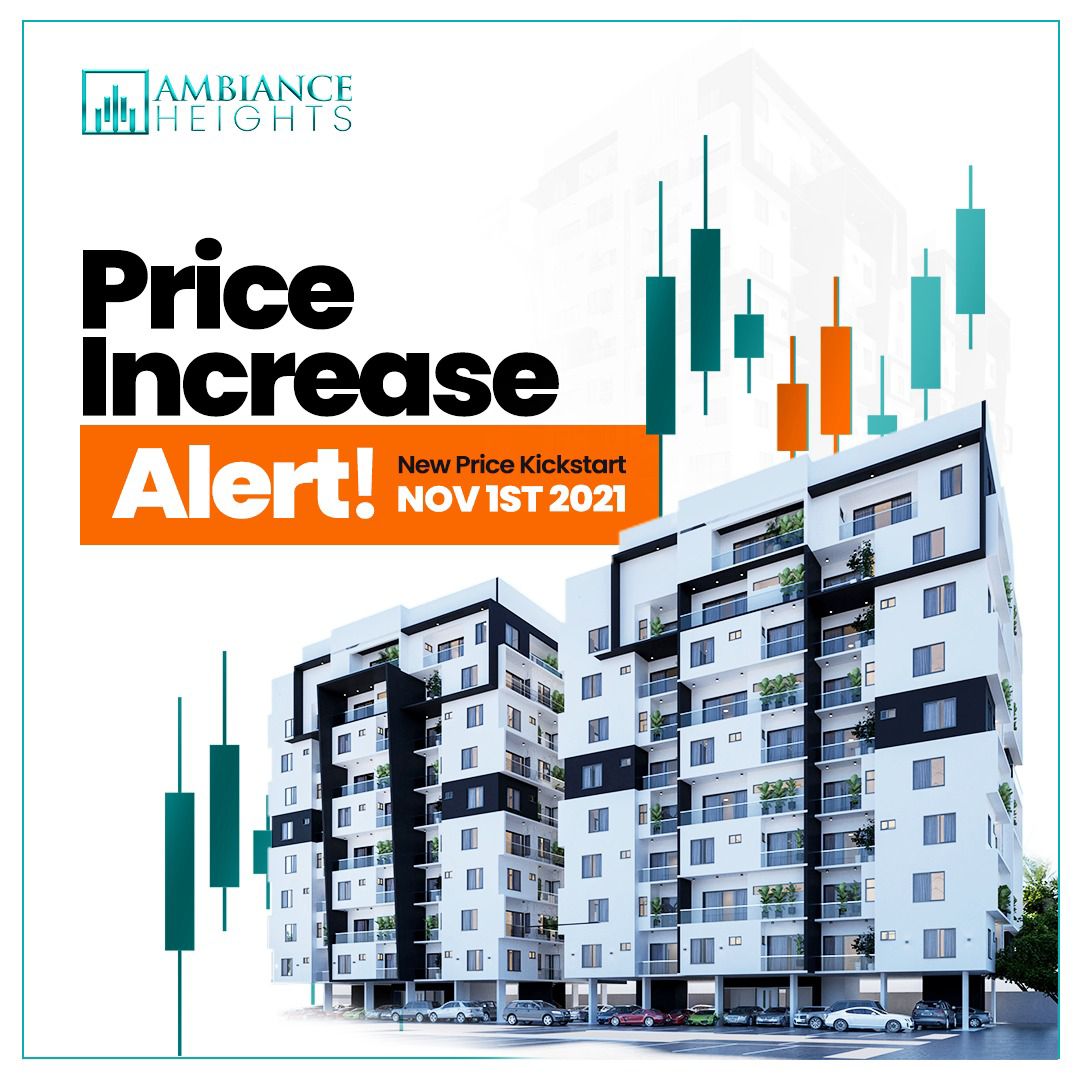 AMBIANCE
HEIGHTS
Price
Increase
Alert!
New Price Kickstart
NOV 1ST 2021